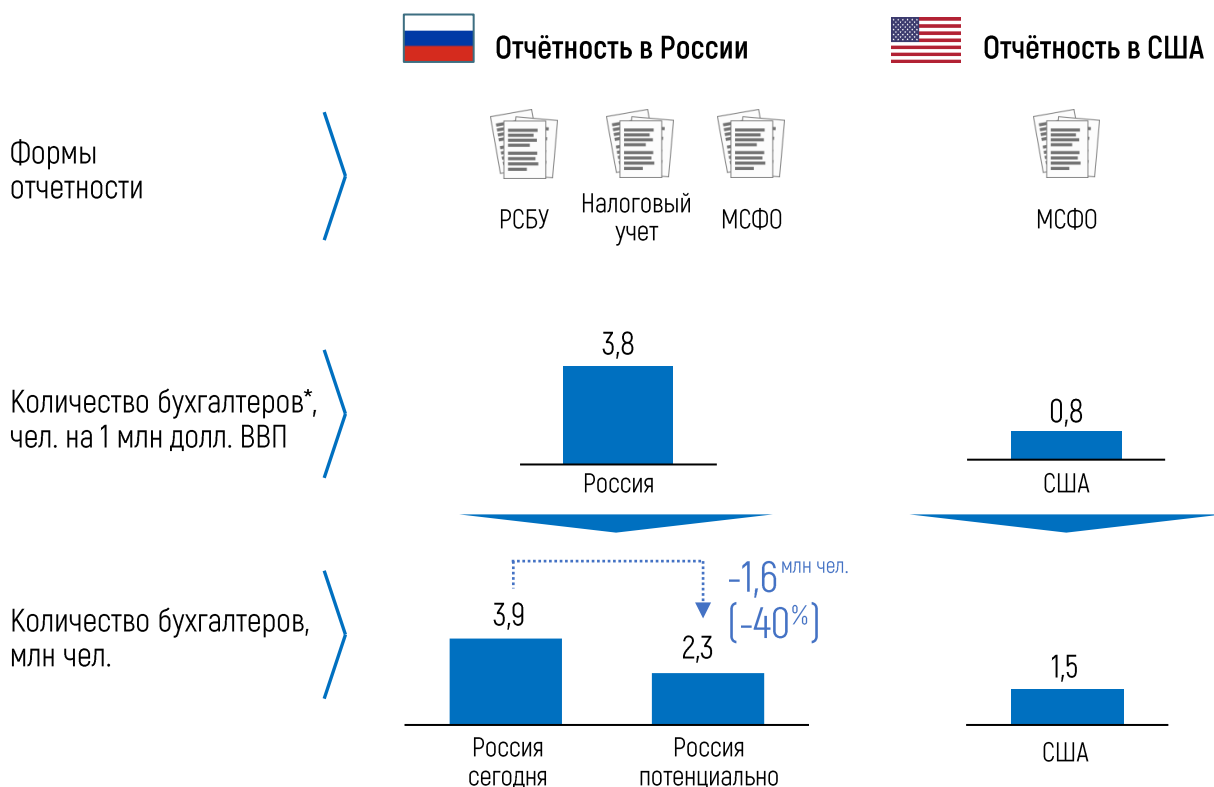 Отчётность в России
Отчётность в США
Формы
отчетности
РСБУ
Налоговый
учет
МСФО
МСФО
Количество бухгалтеров*,
чел. на 1 млн долл. ВВП
3,8
Россия
0,8
США
Количество бухгалтеров,
млн чел.
3,9
Россия
сегодня
-1,6 млн чел.
(-40%)
2,3
Россия
потенциально
1,5
США